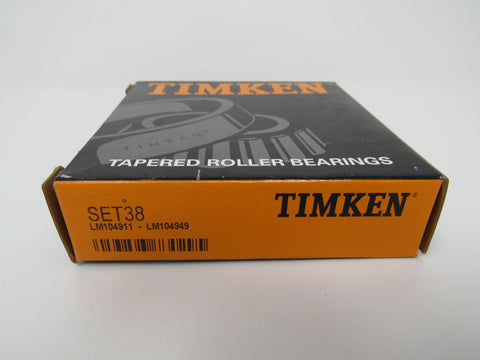 TIMKEN
TIMKEN®
TAPERED ROLLER BEARINGS
SET38
TIMKEN®
LM104911 - LM104949